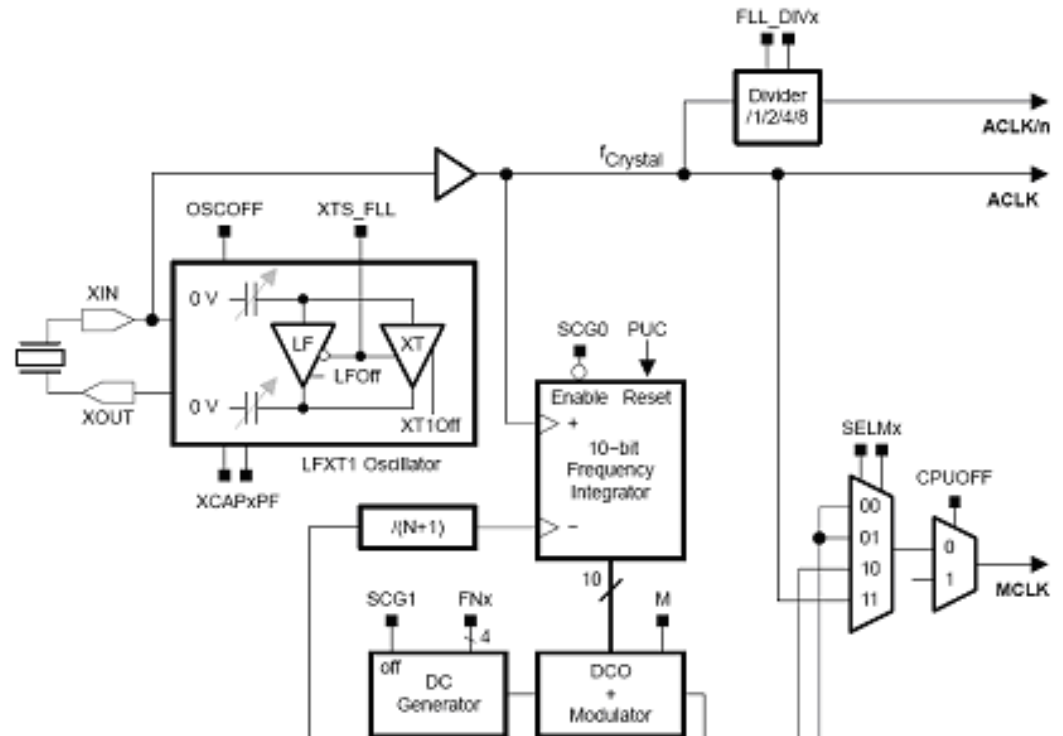 FLL_DIVx
Divider
/1/2/4/8
ACLK/n
fCrystal
ACLK
OSCOFF
XTS_FLL
XIN
0 V
LF
XT
LFOff
XOUT
0 V
XT1Off
LFXT1 Oscillator
XCAPxPF
SCG0
PUC
Enable Reset
+
10-bit
Frequency
Integrator
−
/(N+1)
SELMx
CPUOFF
00
01
10
11
0
1
MCLK
10
SCG1
FNx
4
M
off
DC
Generator
DCO
+
Modulator